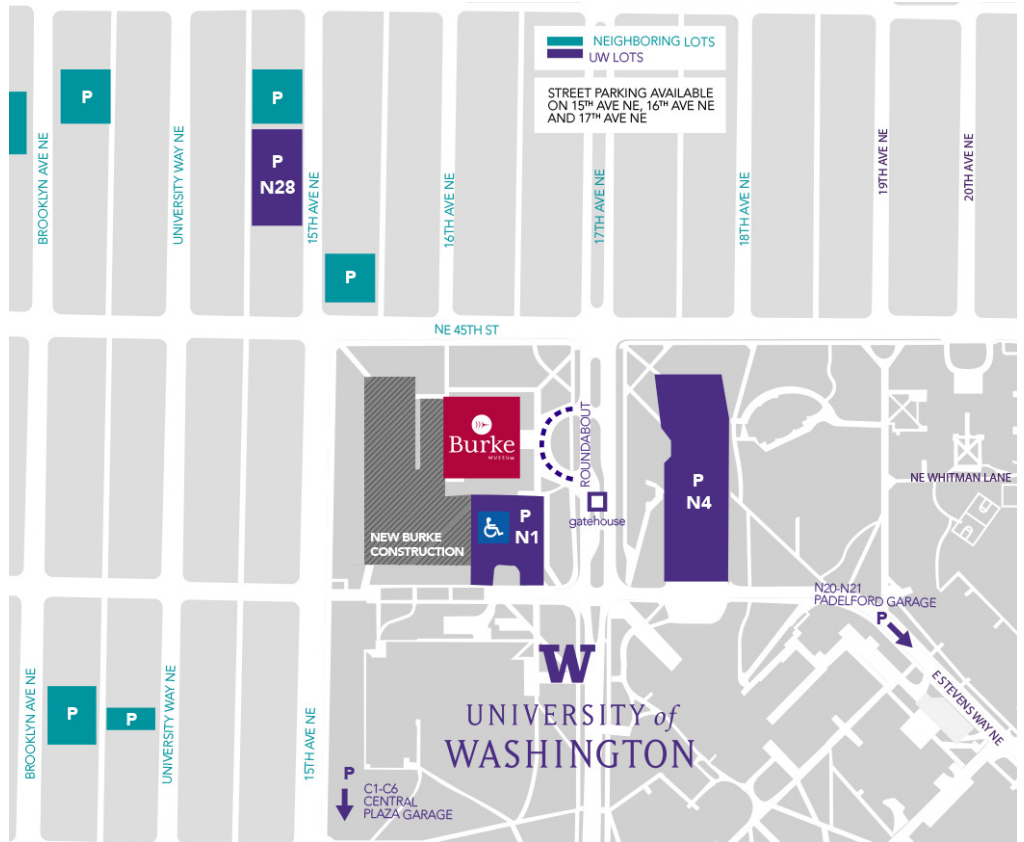 NEIGHBORING LOTS
UW LOTS
STREET PARKING AVAILABLE
ON 15TH AVE NE, 16TH AVE NE
AND 17TH AVE NE
P
P
P
N28
P
BROOKLYN AVE NE
UNIVERSITY WAY NE
15TH AVE NE
16TH AVE NE
17TH AVE NE
18TH AVE NE
19TH AVE NE
20TH AVE NE
NE 45TH ST
Burke
MUSEUM
ROUNDABOUT
gatehouse
P
N1
P
N4
NEW BURKE
CONSTRUCTION
NE WHITMAN LANE
N20-N21
PADELFORD GARAGE
P
E STEVENS WAY NE
W
UNIVERSITY of
WASHINGTON
BROOKLYN AVE NE
P
P
UNIVERSITY WAY NE
15TH AVE NE
P
C1-C6
CENTRAL
PLAZA GARAGE